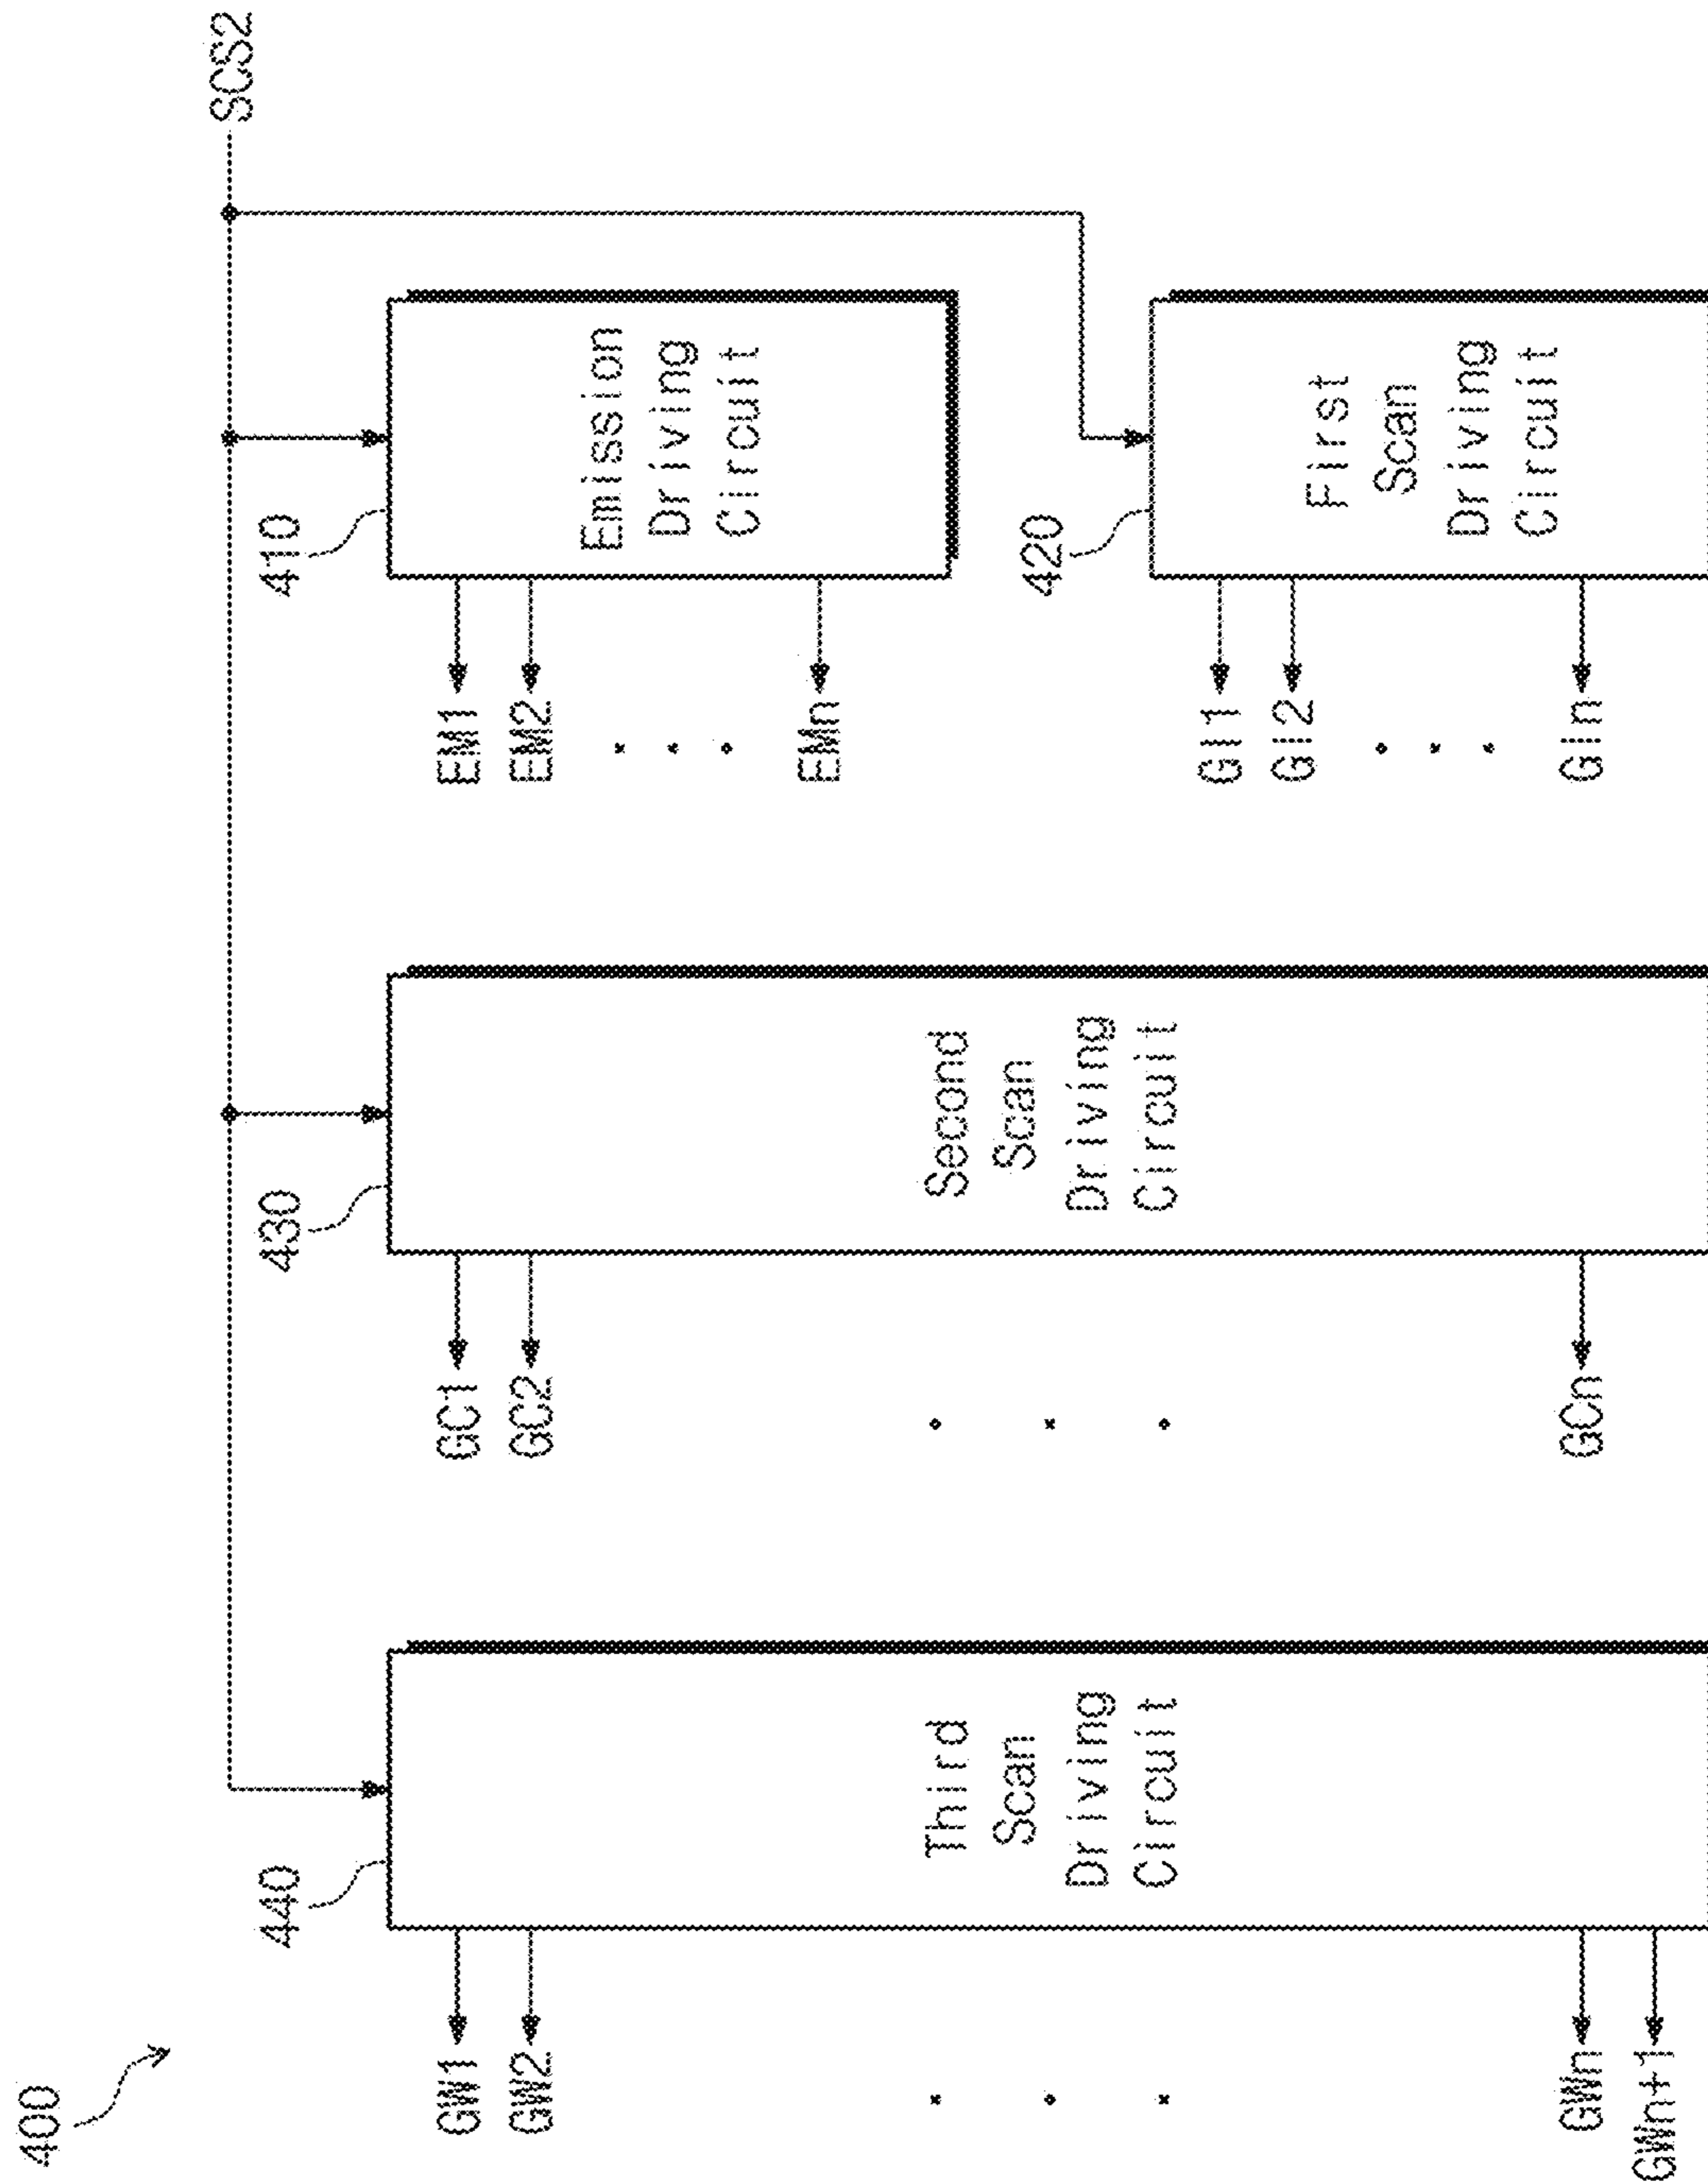 400
SCS2
440
430
410
GW1
GW2
GWn
GWn+1
Third
Scan
Driving
Circuit
GC1
GC2
GCn
Second
Scan
Driving
Circuit
EM1
EM2
EMn
Emission
Driving
Circuit
420
GI1
GI2
GIn
First
Scan
Driving
Circuit